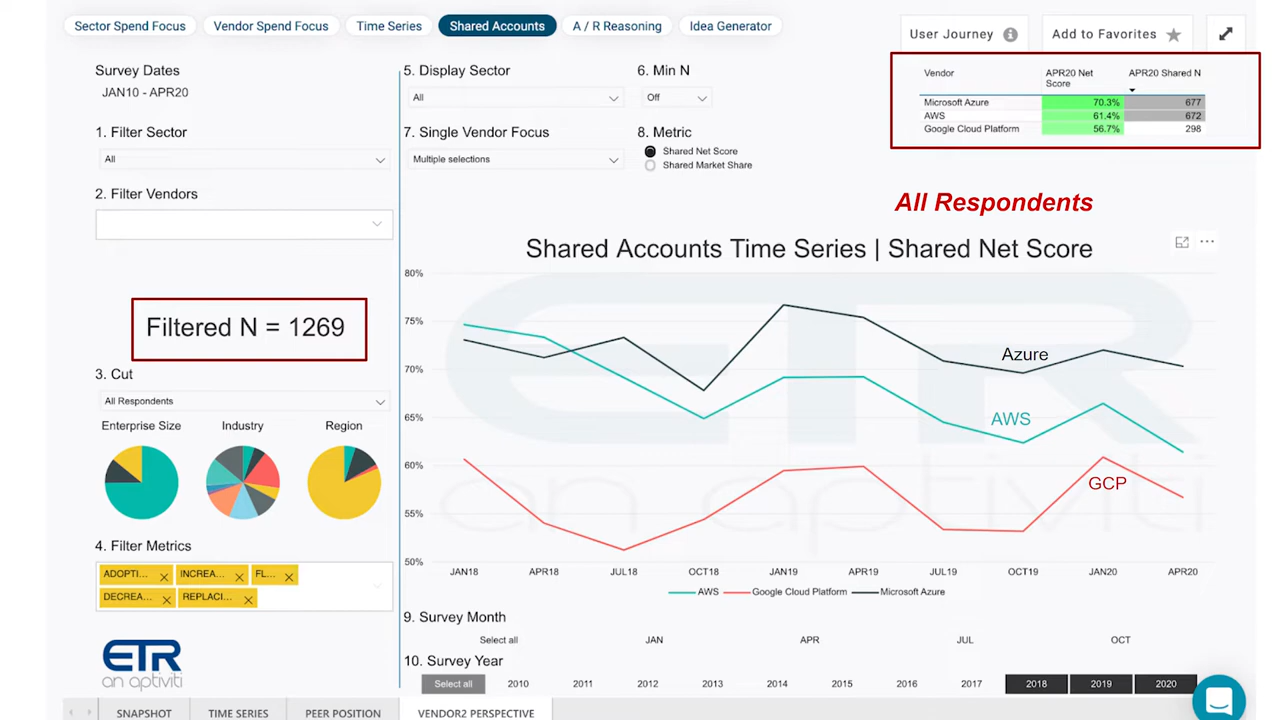 Sector Spend Focus
Vendor Spend Focus
Time Series
Shared Accounts
A / R Reasoning
Idea Generator
User Journey
Add to Favorites
Survey Dates
JAN10 - APR20
1. Filter Sector
All
2. Filter Vendors
Filtered N = 1269
3. Cut
All Respondents
Enterprise Size
Industry
Region
4. Filter Metrics
ADOPTI...
INCREA...
FL...
DECREA...
REPLACI...
ETR
an aptiviti
5. Display Sector
All
6. Min N
Off
7. Single Vendor Focus
Multiple selections
8. Metric
Shared Net Score
Shared Market Share
Vendor APR20 Net Score APR20 Shared N
Microsoft Azure 70.3% 677
AWS 61.4% 672
Google Cloud Platform 56.7% 298
All Respondents
Shared Accounts Time Series | Shared Net Score
ETR
an aptiviti
80%
75%
70%
65%
60%
55%
50%
Azure
AWS
GCP
JAN18 APR18 JUL18 OCT18 JAN19 APR19 JUL19 OCT19 JAN20 APR20
AWS Google Cloud Platform Microsoft Azure
9. Survey Month
Select all JAN APR JUL OCT
10. Survey Year
Select all 2010 2011 2012 2013 2014 2015 2016 2017 2018 2019 2020
SNAPSHOT
TIME SERIES
PEER POSITION
VENDOR2 PERSPECTIVE